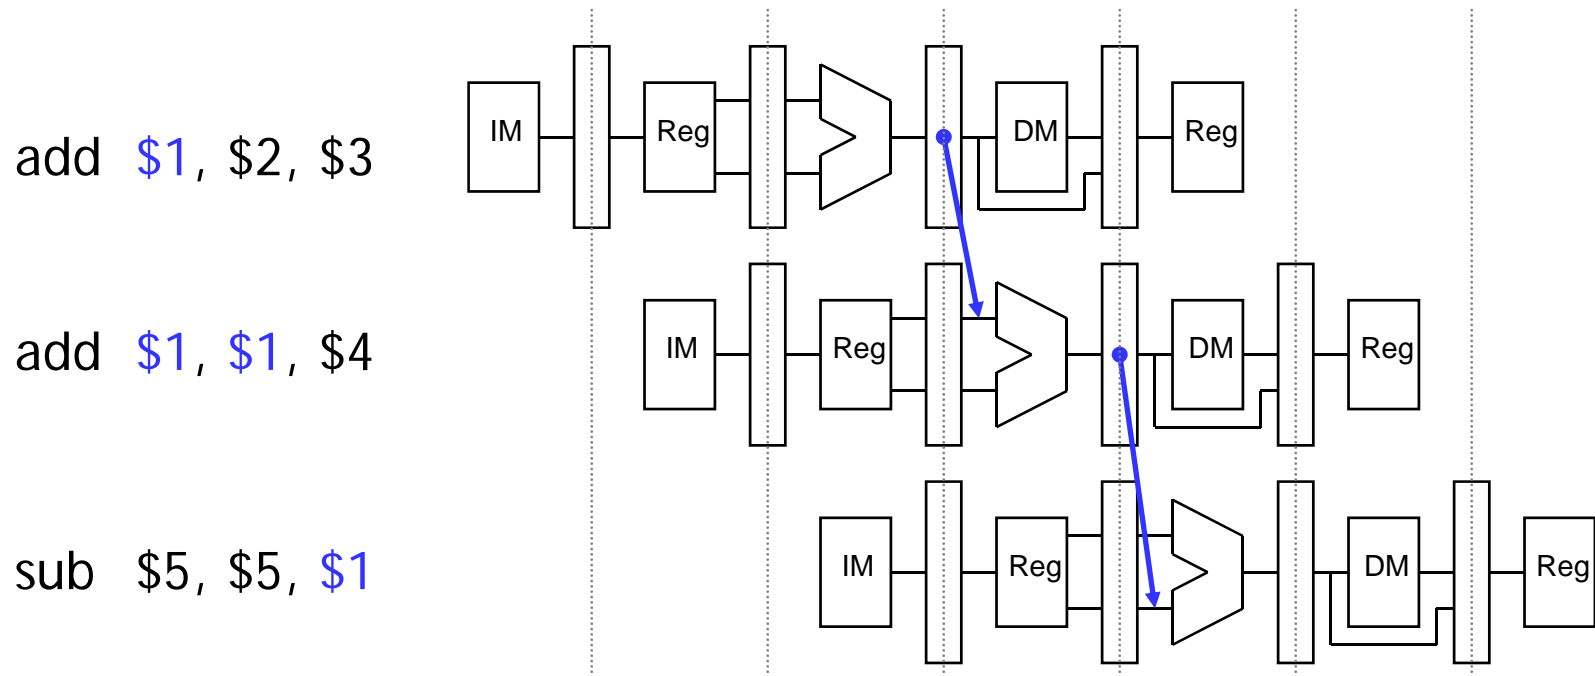 add $1, $2, $3 IM Reg DM Reg
add $1, $1, $4 IM Reg DM Reg
sub $5, $5, $1 IM Reg DM Reg